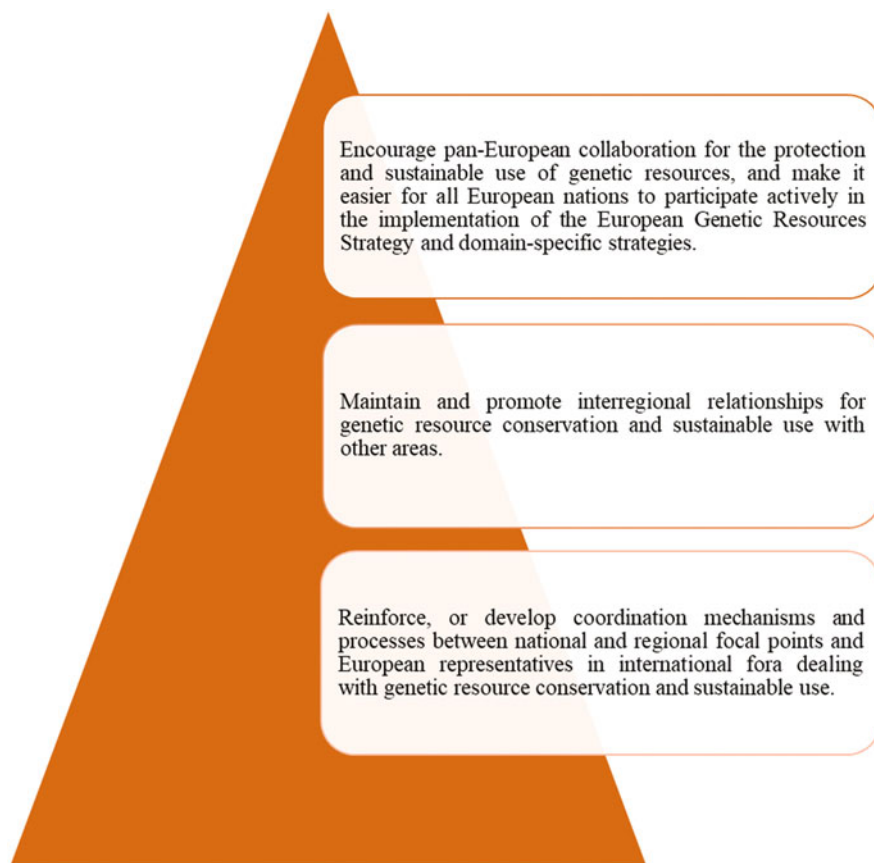 Encourage pan-European collaboration for the protection
and sustainable use of genetic resources, and make it
easier for all European nations to participate actively in
the implementation of the European Genetic Resources
Strategy and domain-specific strategies.
Maintain and promote interregional relationships for
genetic resource conservation and sustainable use with
other areas.
Reinforce, or develop coordination mechanisms and
processes between national and regional focal points and
European representatives in international fora dealing
with genetic resource conservation and sustainable use.